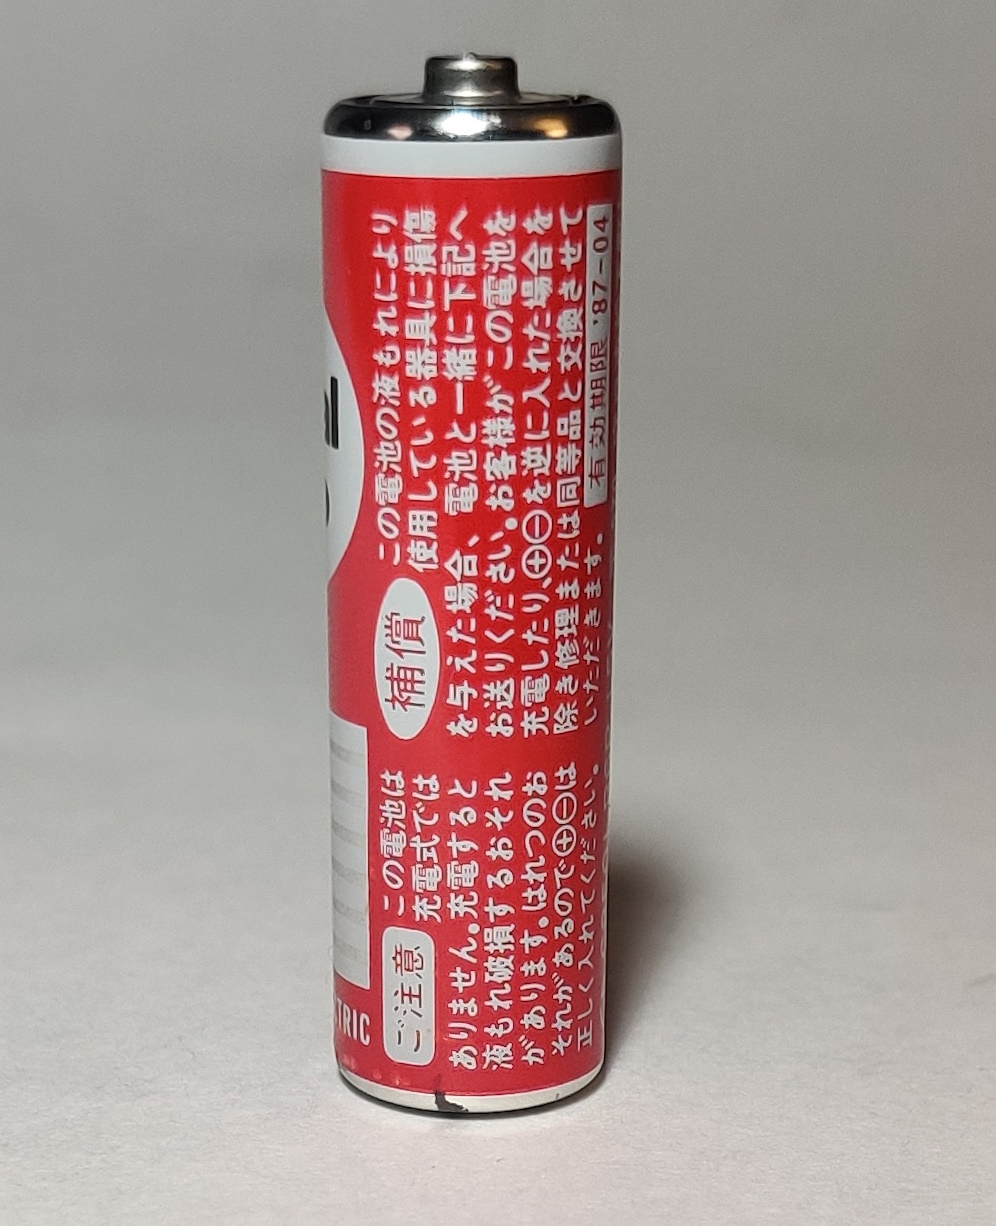 TRIC
ご注意
この電池は
充電式では
ありません。充電すると
液もれ破損するおそれ
があります。はれつのお
それがあるので⊕⊖は
正しく入れてください。
補償
この電池の液もれにより
使用している器具に損傷
を与えた場合、電池と一緒に下記へ
お送りください。お客様がこの電池を
充電したり、⊕⊖を逆に入れた場合を
除き修理または同等品と交換させて
いただきます。
有効期限 '87-04